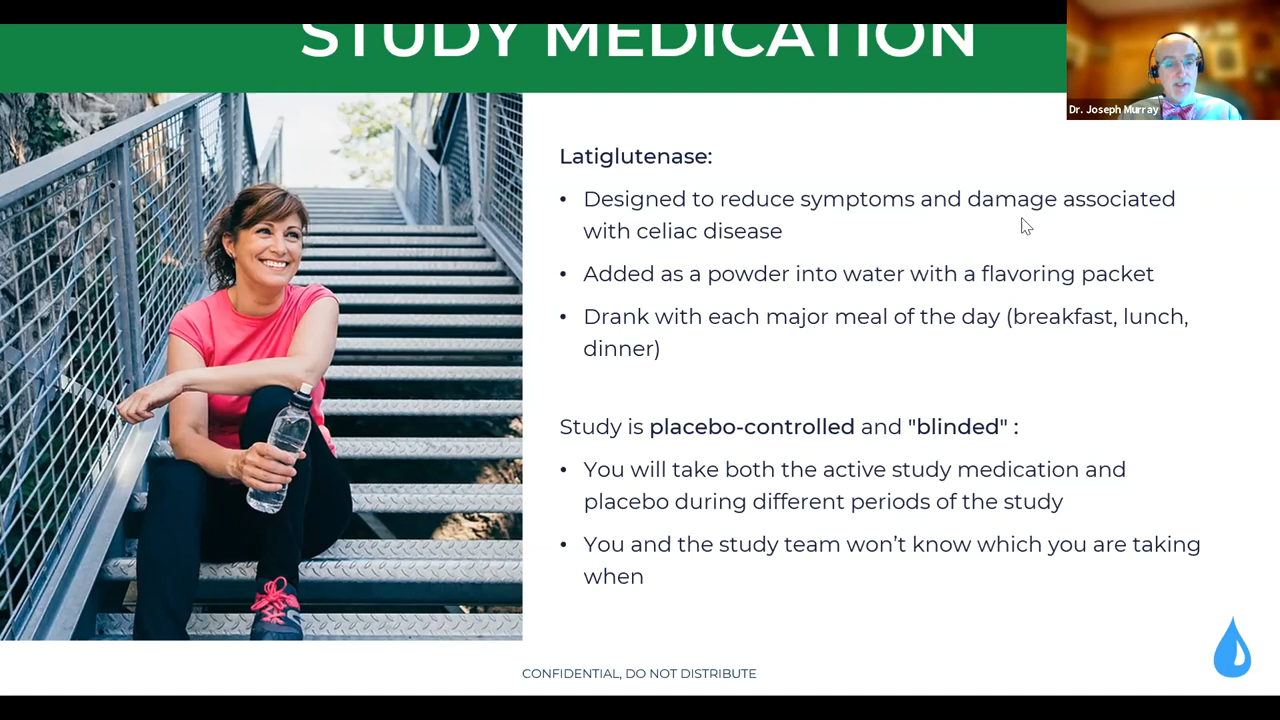 STUDY MEDICATION
Dr. Joseph Murray
Latiglutenase:
• Designed to reduce symptoms and damage associated
with celiac disease
• Added as a powder into water with a flavoring packet
• Drank with each major meal of the day (breakfast, lunch,
dinner)
Study is placebo-controlled and "blinded" :
• You will take both the active study medication and
placebo during different periods of the study
• You and the study team won’t know which you are taking
when
CONFIDENTIAL, DO NOT DISTRIBUTE